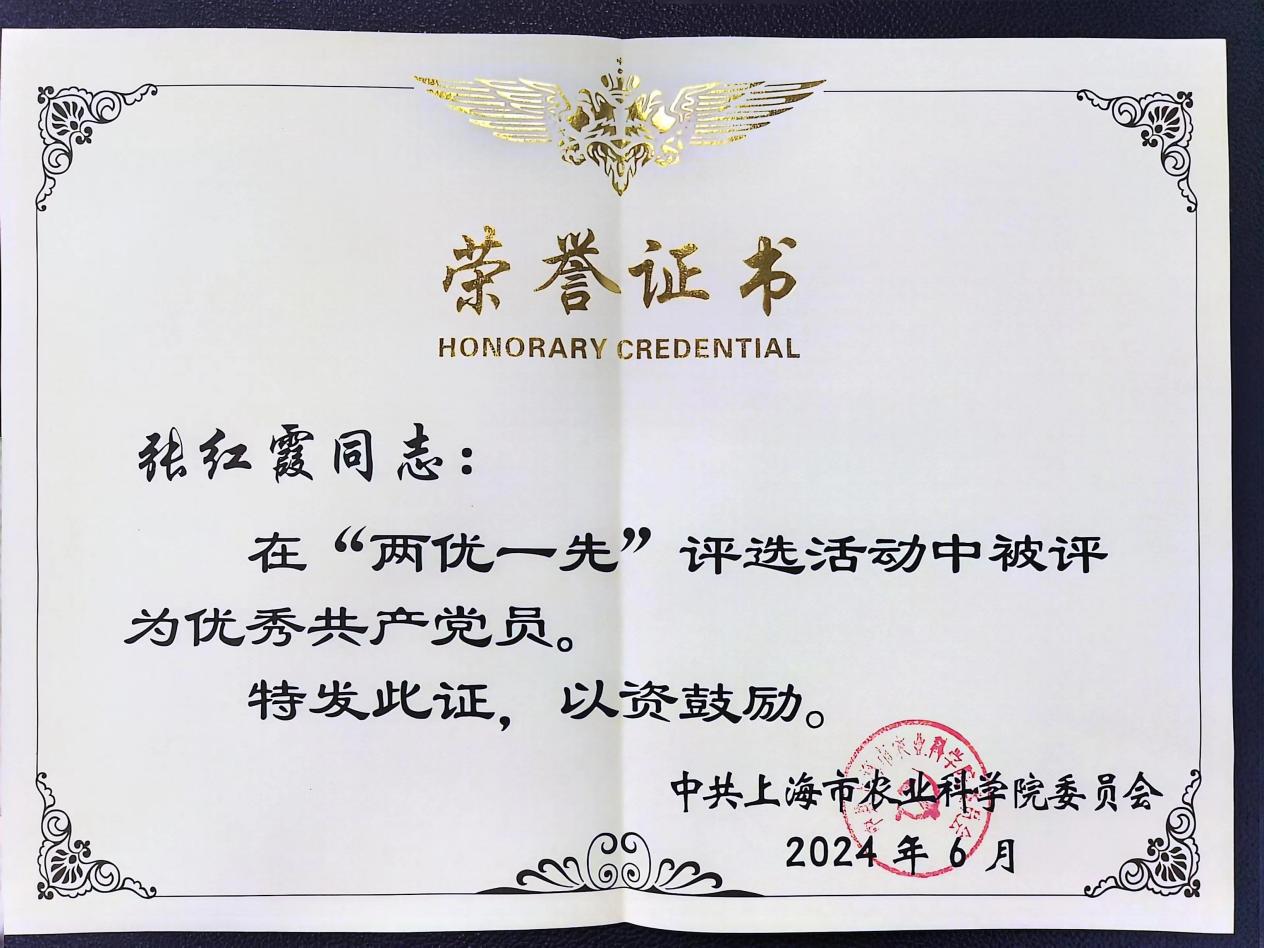 荣誉证书
HONORARY CREDENTIAL
张红霞同志：
在“两优一先”评选活动中被评
为优秀共产党员。
特发此证，以资鼓励。
中共上海市农业科学院委员会
2024年6月